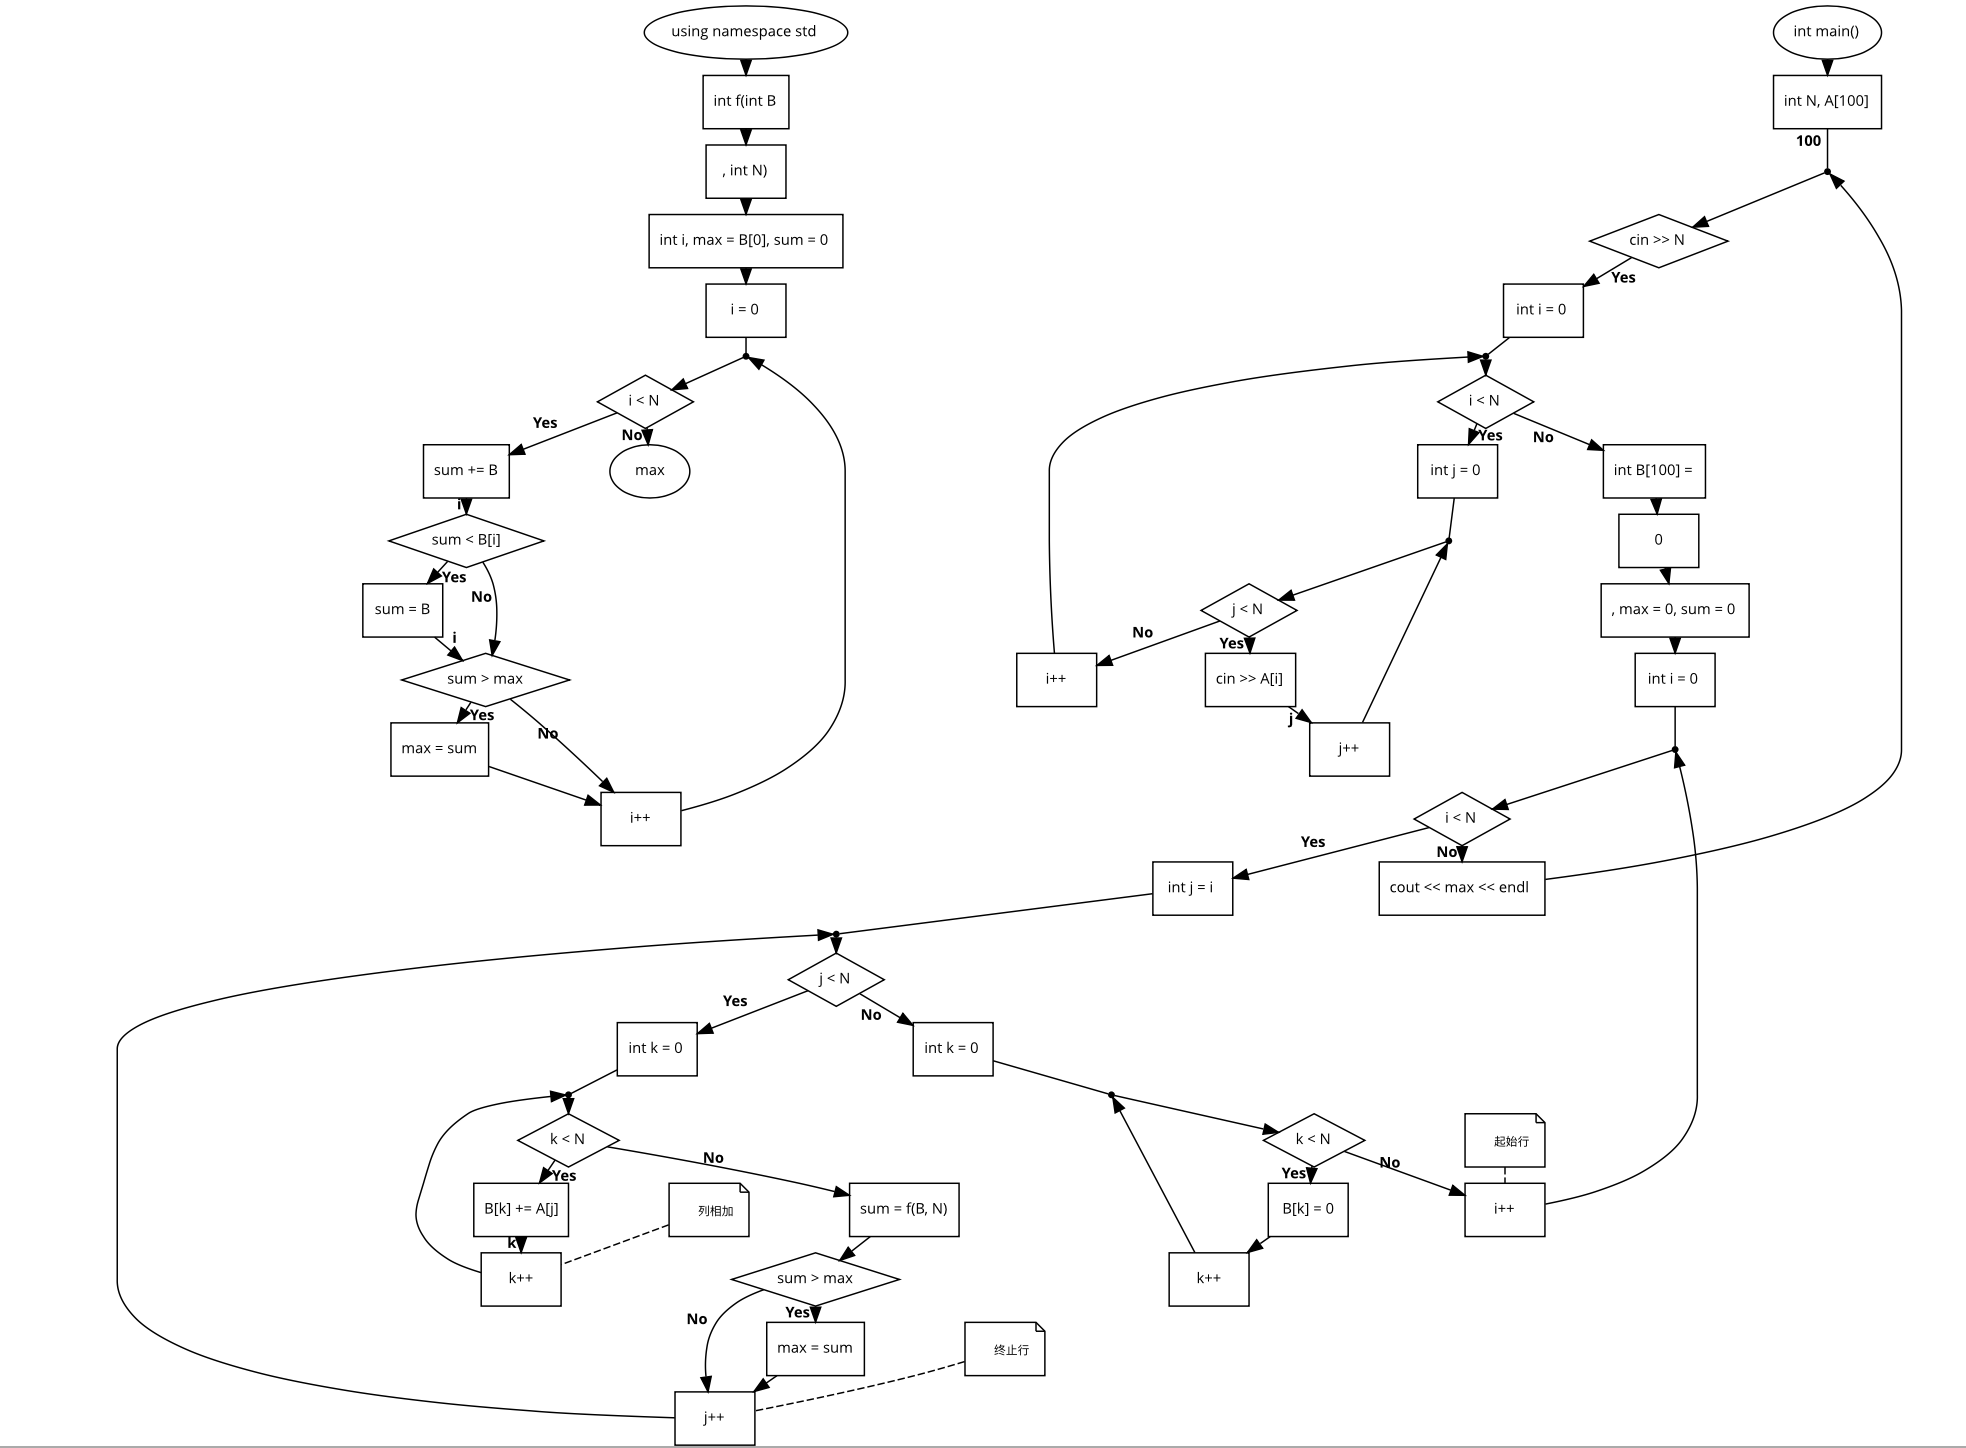 using namespace std
int f(int B
, int N)
int i, max = B[0], sum = 0
i = 0
i < N
Yes
No
sum += B
max
i
sum < B[i]
Yes
No
sum = B
i
sum > max
Yes
No
max = sum
i++
int main()
int N, A[100]
100
cin >> N
Yes
int i = 0
i < N
Yes
No
int j = 0
int B[100] =
0
j < N
, max = 0, sum = 0
No
Yes
i++
cin >> A[i]
int i = 0
j
j++
i < N
Yes
No
int j = i
cout << max << endl
j < N
Yes
No
int k = 0
int k = 0
k < N
Yes
No
k < N
Yes
No
起始行
B[k] += A[j]
列相加
sum = f(B, N)
B[k] = 0
i++
k
k++
sum > max
k++
No
Yes
max = sum
终止行
j++